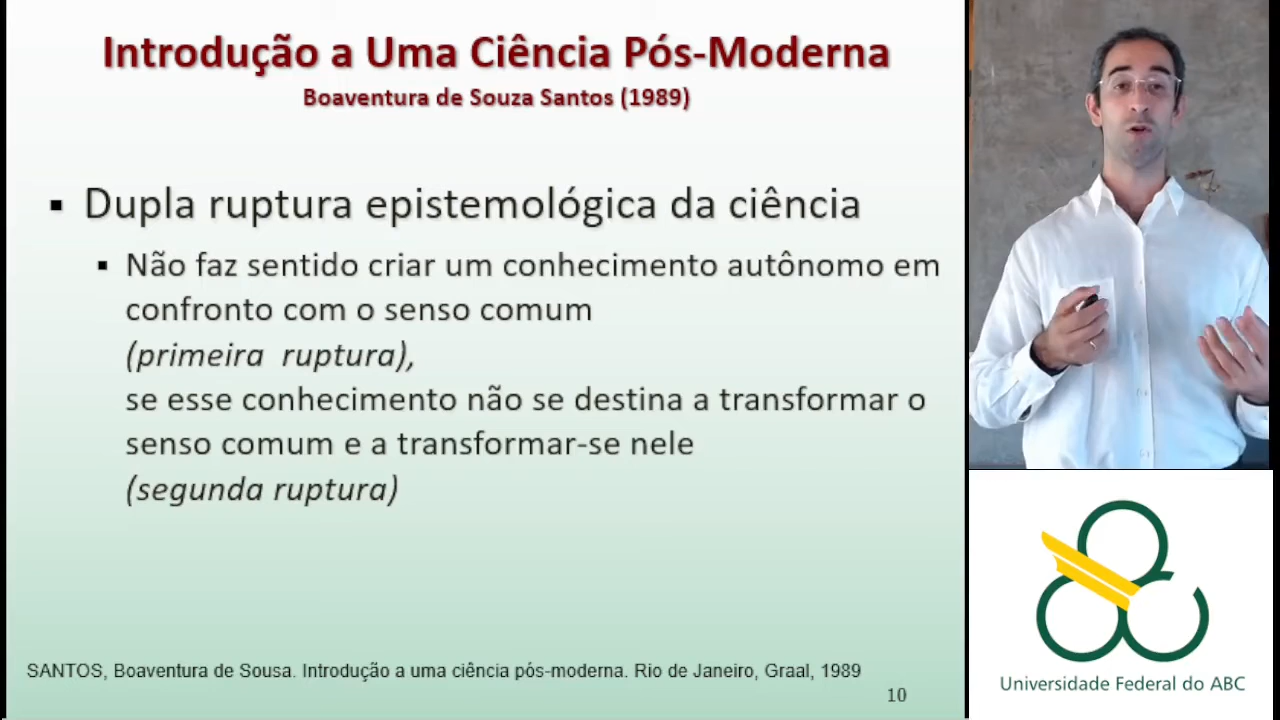 Introdução a Uma Ciência Pós-Moderna
Boaventura de Souza Santos (1989)
Dupla ruptura epistemológica da ciência
Não faz sentido criar um conhecimento autônomo em
confronto com o senso comum
(primeira ruptura),
se esse conhecimento não se destina a transformar o
senso comum e a transformar-se nele
(segunda ruptura)
SANTOS, Boaventura de Sousa. Introdução a uma ciência pós-moderna. Rio de Janeiro, Graal, 1989
10
Universidade Federal do ABC